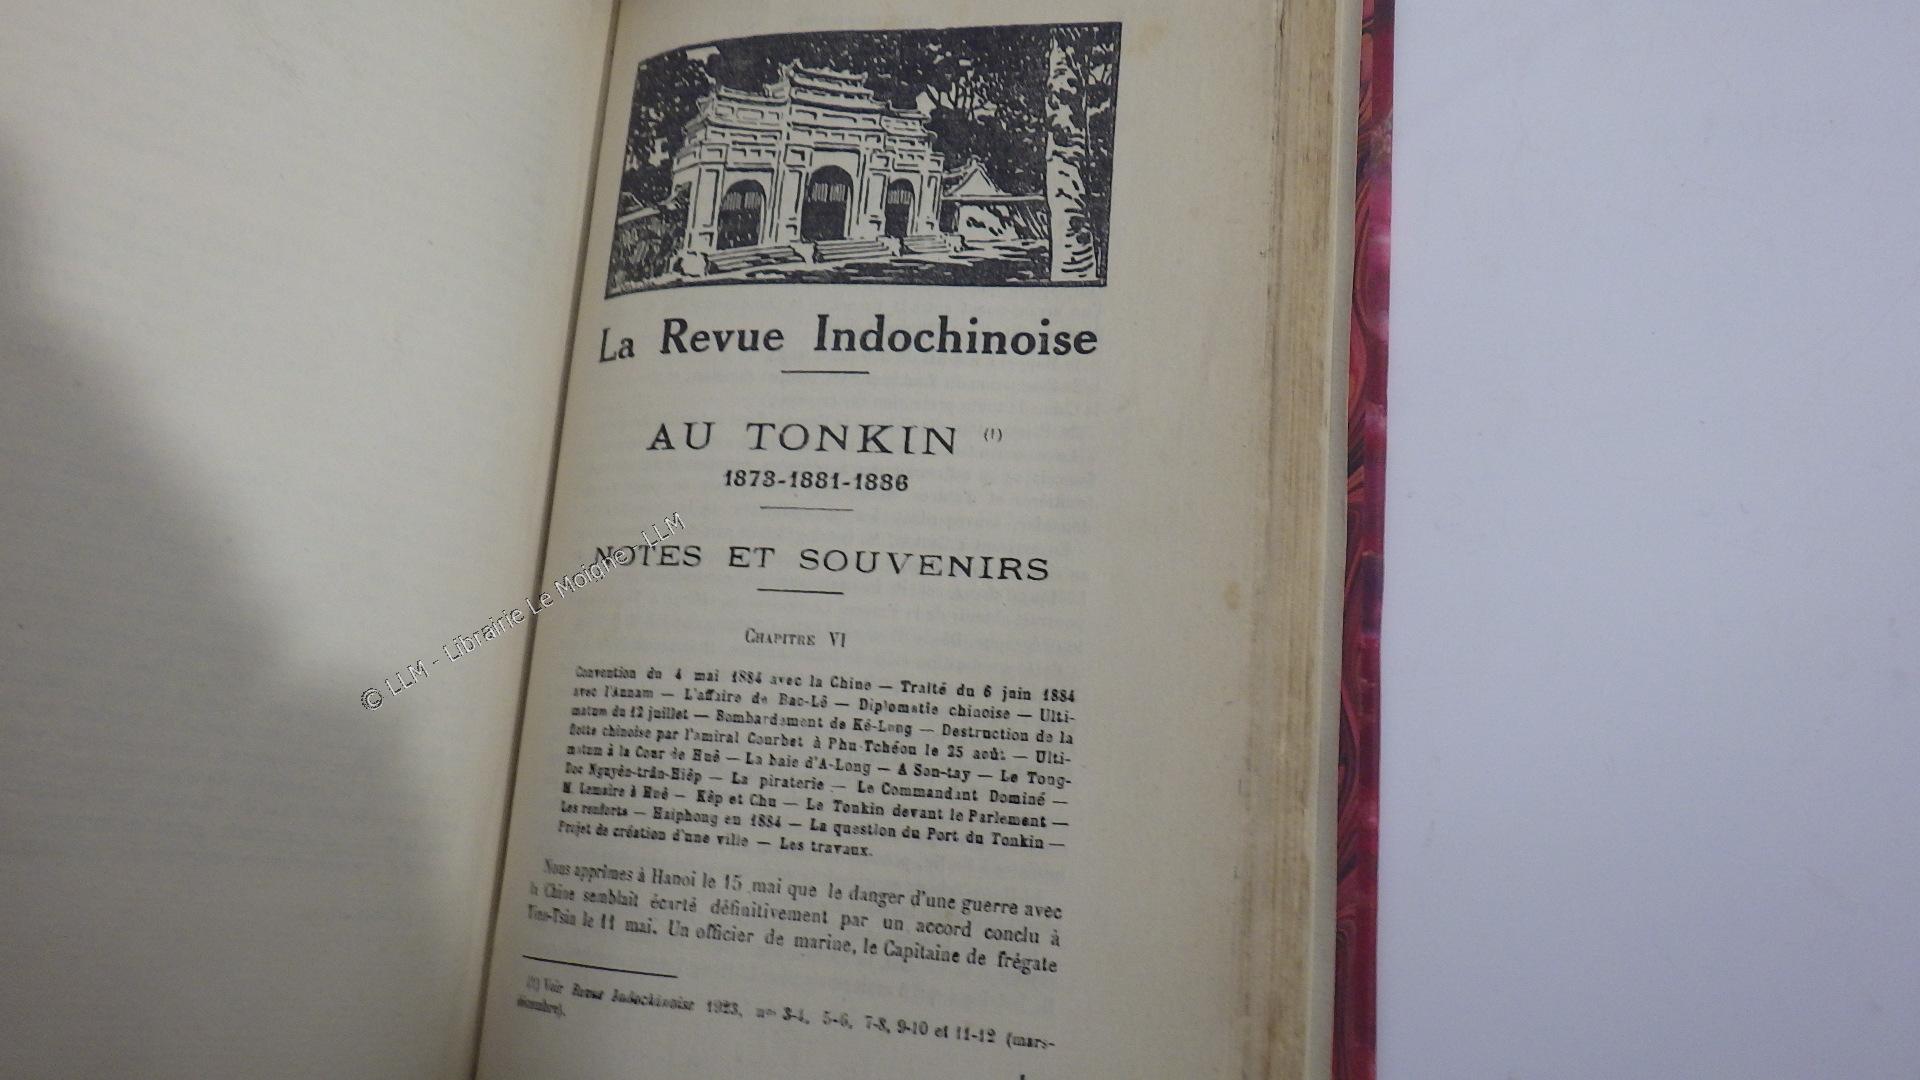 La Revue Indochinoise
AU TONKIN (1)
1873-1881-1886
NOTES ET SOUVENIRS
CHAPITRE VI
Convention du 4 mai 1884 avec la Chine — Traité du 6 juin 1884
avec l'Annam — L'affaire de Bac-Lê — Diplomatie chinoise — Ulti-
matum du 12 juillet — Bombardement de Kê-Lung — Destruction de la
flotte chinoise par l'amiral Courbet à Phu-Tchéou le 25 août — Ulti-
matum à la Cour de Huê — La baie d'A-Long — A Son-tay — Le Tong-
Doc Nguyên-trân-Hiêp — La piraterie — Le Commandant Dominé —
M. Lemaire à Huê — Kêp et Chu — Le Tonkin devant le Parlement —
Les renforts — Haiphong en 1884 — La question du Port du Tonkin —
Projet de création d'une ville — Les travaux.
Nous apprîmes à Hanoi le 15 mai que le danger d'une guerre avec
la Chine semblait écarté définitivement par un accord conclu à
Tien-Tsin le 11 mai. Un officier de marine, le Capitaine de frégate
(1) Voir Revue Indochinoise 1923, nos 3-4, 5-6, 7-8, 9-10 et 11-12 (mars-
décembre).
© LLM - Librairie Le Moigne - LLM